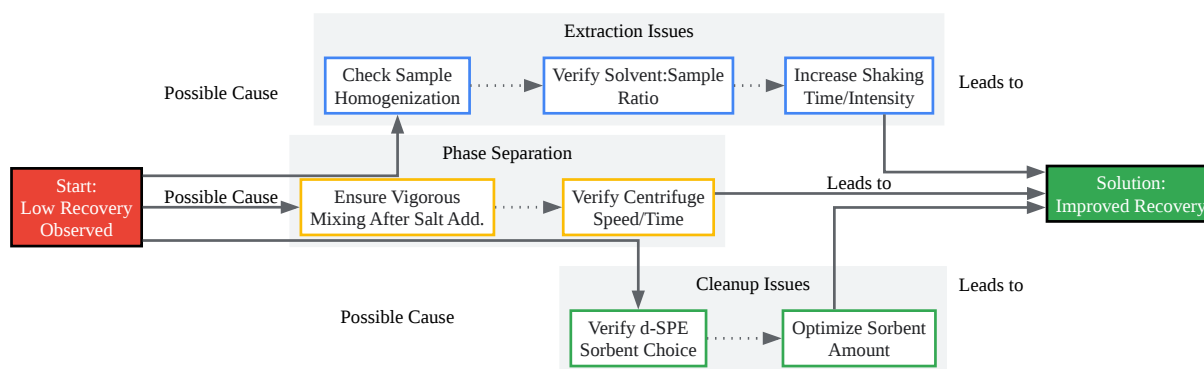 Extraction Issues
Possible Cause
Check Sample
Homogenization
Verify Solvent:Sample
Ratio
Increase Shaking
Time/Intensity
Leads to
Phase Separation
Start:
Low Recovery
Observed
Possible Cause
Ensure Vigorous
Mixing After Salt Add.
Verify Centrifuge
Speed/Time
Leads to
Solution:
Improved Recovery
Cleanup Issues
Possible Cause
Verify d-SPE
Sorbent Choice
Optimize Sorbent
Amount
Leads to